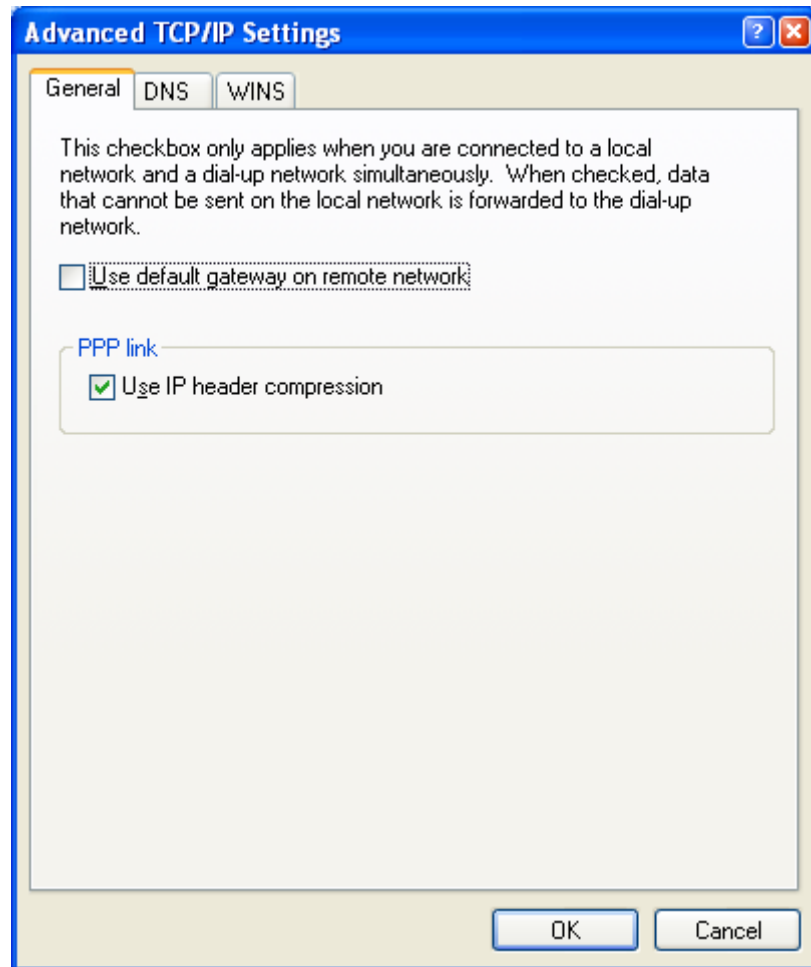 Advanced TCP/IP Settings
?
General DNS WINS
This checkbox only applies when you are connected to a local
network and a dial-up network simultaneously. When checked, data
that cannot be sent on the local network is forwarded to the dial-up
network.
Use default gateway on remote network
PPP link
Use IP header compression
OK Cancel